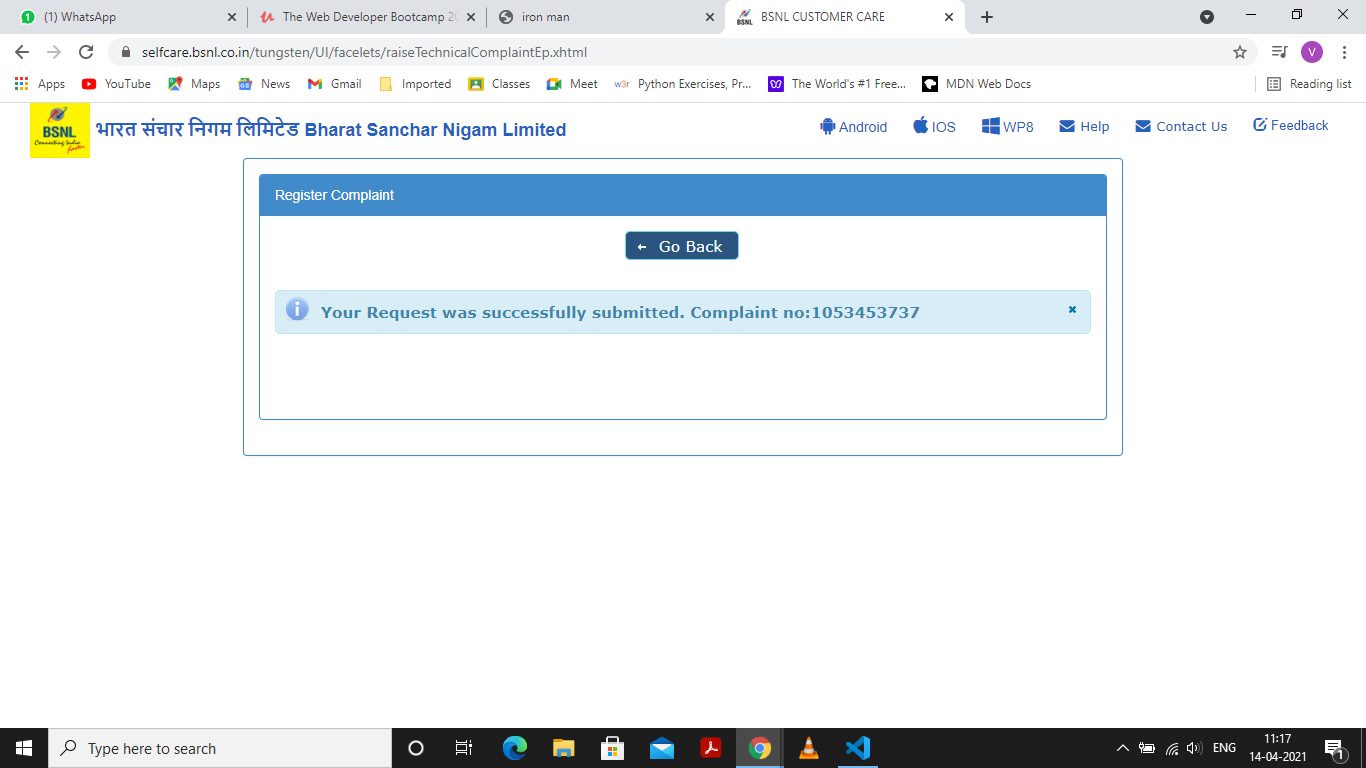 (1) WhatsApp
The Web Developer Bootcamp 20
iron man
BSNL
BSNL CUSTOMER CARE
selfcare.bsnl.co.in/tungsten/UI/facelets/raiseTechnicalComplaintEp.xhtml
V
Apps
YouTube
Maps
News
Gmail
Imported
Classes
Meet
w3r
Python Exercises, Pr...
The World's #1 Free...
MDN Web Docs
Reading list
BSNL
Connecting India
भारत संचार निगम लिमिटेड Bharat Sanchar Nigam Limited
Android
IOS
WP8
Help
Contact Us
Feedback
Register Complaint
Go Back
Your Request was successfully submitted. Complaint no:1053453737
Type here to search
ENG
11:17
14-04-2021
1